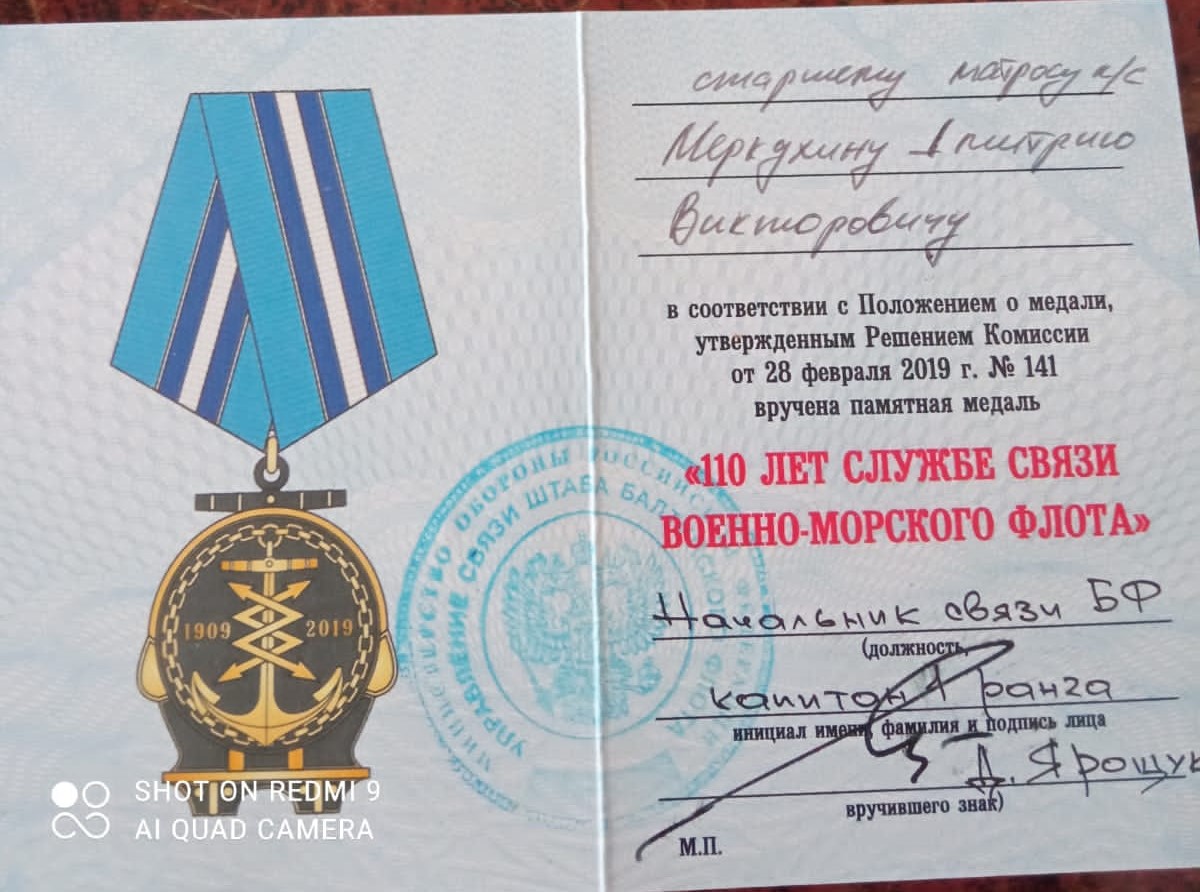 1909 2019
старшему матросу к/с
Меркухину Дмитрию
Викторовичу
в соответствии с Положением о медали,
утвержденным Решением Комиссии
от 28 февраля 2019 г. № 141
вручена памятная медаль
«110 ЛЕТ СЛУЖБЕ СВЯЗИ
ВОЕННО-МОРСКОГО ФЛОТА»
Начальник связи БФ
(должность,
капитан 1 ранга
инициал имени, фамилия и подпись лица
Д. Ярощук
вручившего знак)
М.П.
МИНИСТЕРСТВО ОБОРОНЫ РОССИЙСКОЙ ФЕДЕРАЦИИ
УПРАВЛЕНИЕ СВЯЗИ ШТАБА БАЛТИЙСКОГО ФЛОТА
SHOT ON REDMI 9
AI QUAD CAMERA